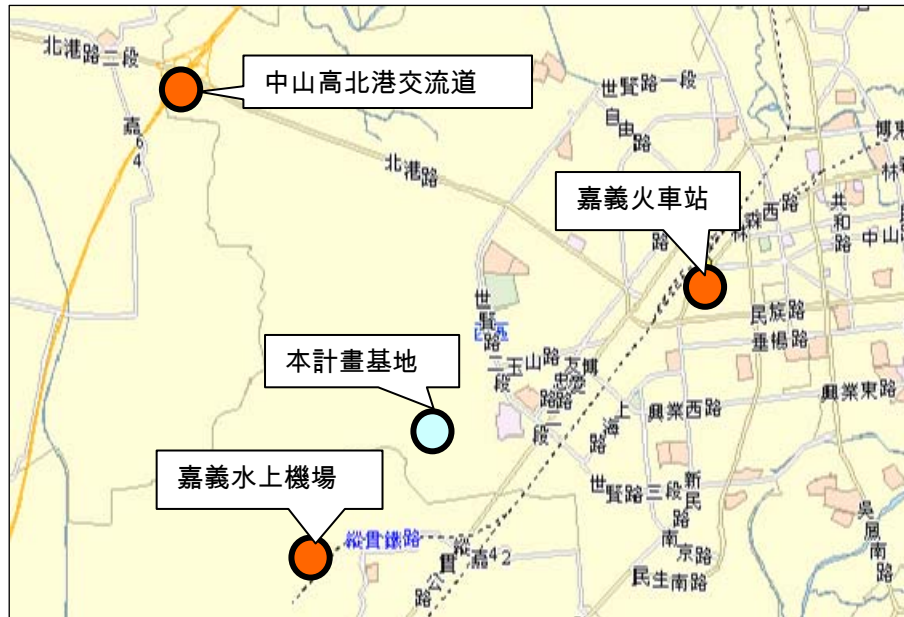 北港路二段
中山高北港交流道
嘉64
世賢路一段
自由路
北港路
嘉義火車站
林森西路
共和路
中山路
民族路
垂楊路
世賢路二段
西區
玉山路
友忠路
博愛路二段
上海路
興業西路
興業東路
本計畫基地
嘉義水上機場
縱貫鐵路
縱貫公路
嘉42
世賢路三段
新民路
南京路
民生南路
吳鳳南路